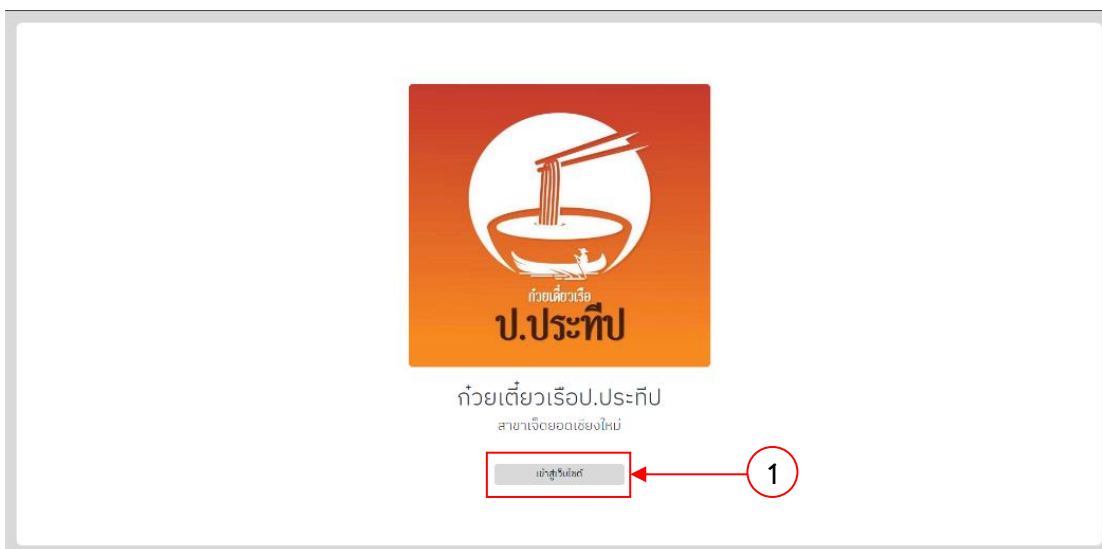 ก๋วยเตี๋ยวเรือ
ป.ประทีป
ก๋วยเตี๋ยวเรือป.ประทีป
สาขาเจ็ดยอดเชียงใหม่
เข้าสู่เว็บไซต์
1